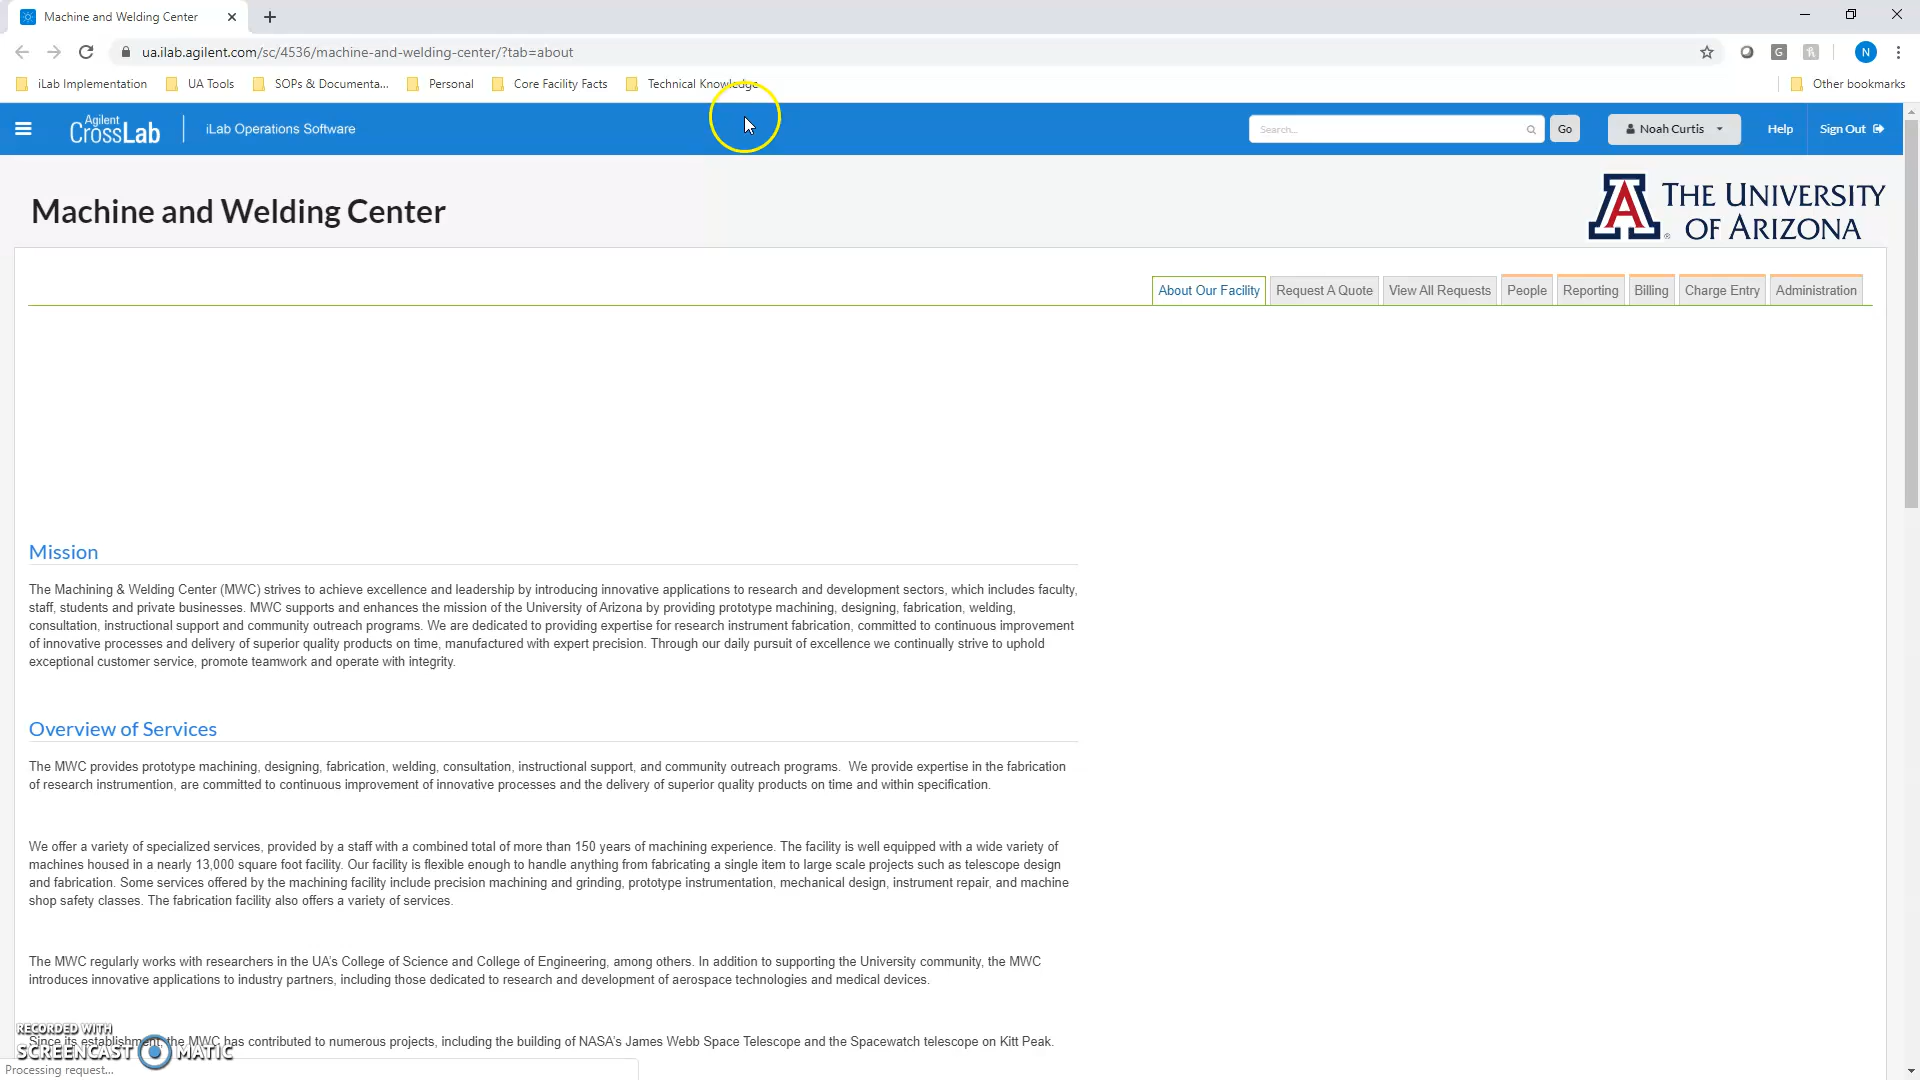 Machine and Welding Center
ua.ilab.agilent.com/sc/4536/machine-and-welding-center/?tab=about
G
N
iLab Implementation
UA Tools
SOPs & Documenta...
Personal
Core Facility Facts
Technical Knowledge
Other bookmarks
Agilent
CrossLab
iLab Operations Software
Search...
Go
Noah Curtis
Help
Sign Out
Machine and Welding Center
A
THE UNIVERSITY
OF ARIZONA
About Our Facility
Request A Quote
View All Requests
People
Reporting
Billing
Charge Entry
Administration
Mission
The Machining & Welding Center (MWC) strives to achieve excellence and leadership by introducing innovative applications to research and development sectors, which includes faculty,
staff, students and private businesses. MWC supports and enhances the mission of the University of Arizona by providing prototype machining, designing, fabrication, welding,
consultation, instructional support and community outreach programs. We are dedicated to providing expertise for research instrument fabrication, committed to continuous improvement
of innovative processes and delivery of superior quality products on time, manufactured with expert precision. Through our daily pursuit of excellence we continually strive to uphold
exceptional customer service, promote teamwork and operate with integrity.
Overview of Services
The MWC provides prototype machining, designing, fabrication, welding, consultation, instructional support, and community outreach programs.  We provide expertise in the fabrication
of research instrumention, are committed to continuous improvement of innovative processes and the delivery of superior quality products on time and within specification.
We offer a variety of specialized services, provided by a staff with a combined total of more than 150 years of machining experience. The facility is well equipped with a wide variety of
machines housed in a nearly 13,000 square foot facility. Our facility is flexible enough to handle anything from fabricating a single item to large scale projects such as telescope design
and fabrication. Some services offered by the machining facility include precision machining and grinding, prototype instrumentation, mechanical design, instrument repair, and machine
shop safety classes. The fabrication facility also offers a variety of services.
The MWC regularly works with researchers in the UA's College of Science and College of Engineering, among others. In addition to supporting the University community, the MWC
introduces innovative applications to industry partners, including those dedicated to research and development of aerospace technologies and medical devices.
Since its establishment, the MWC has contributed to numerous projects, including the building of NASA's James Webb Space Telescope and the Spacewatch telescope on Kitt Peak.
RECORDED WITH
SCREENCAST MATIC
Processing request...